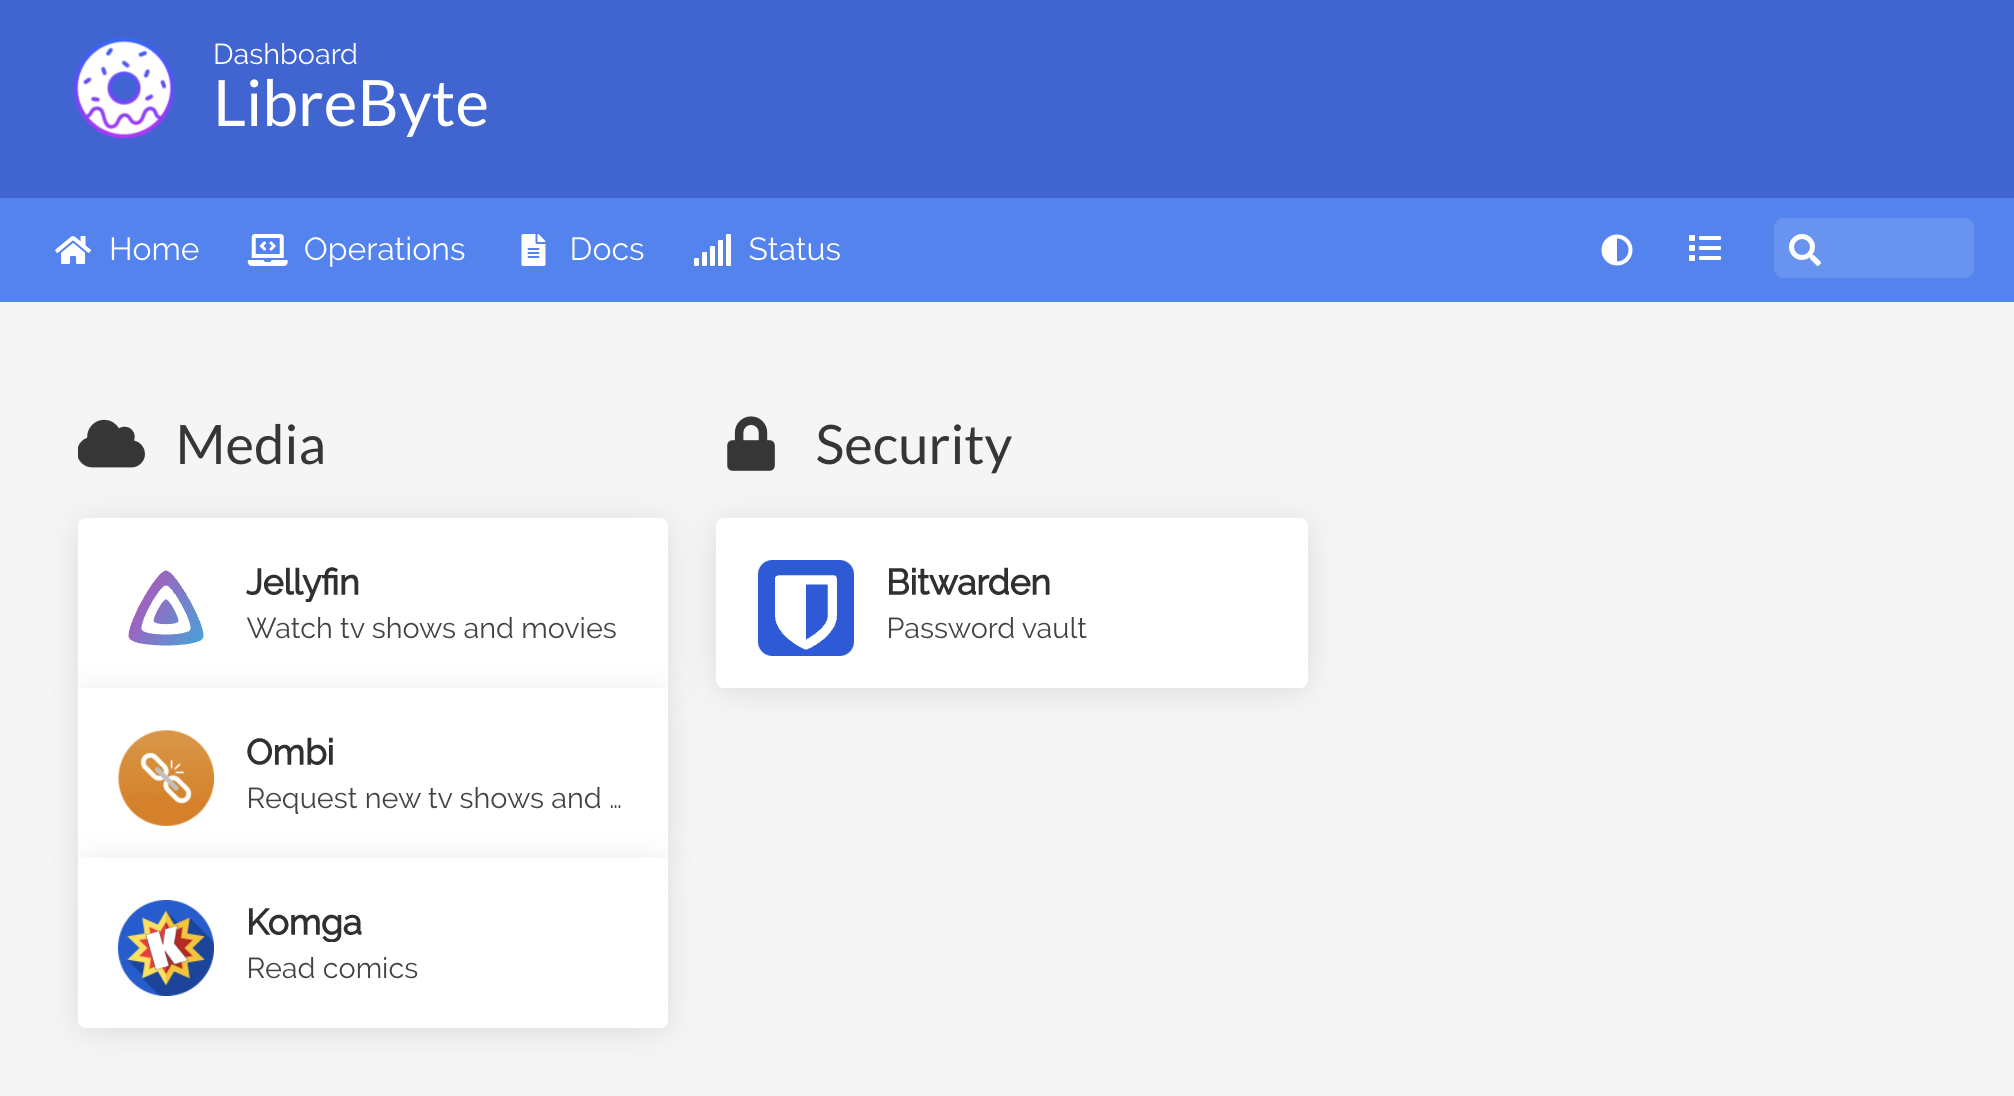 Dashboard
LibreByte
Home
Operations
Docs
Status
Media
Jellyfin
Watch tv shows and movies
Ombi
Request new tv shows and ...
K
Komga
Read comics
Security
Bitwarden
Password vault